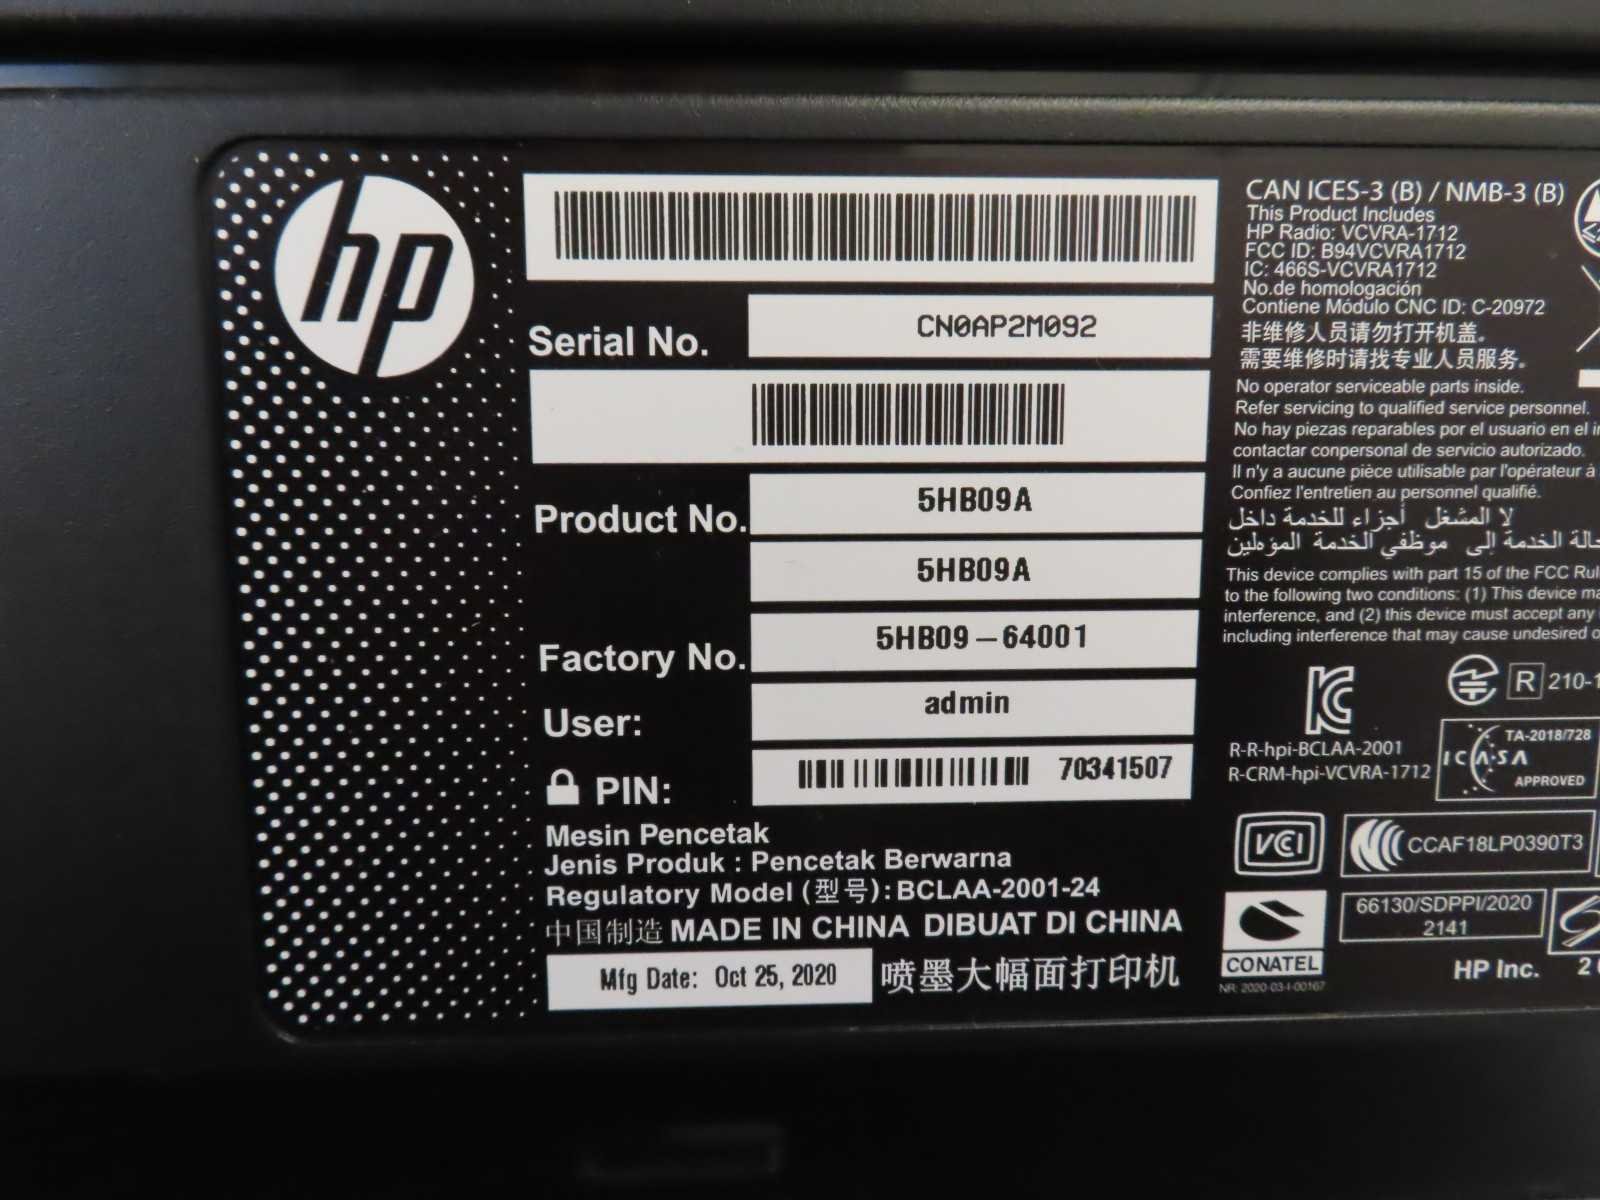 hp
Serial No.
CN0AP2M092
Product No.
5HB09A
5HB09A
Factory No.
5HB09-64001
User:
admin
PIN:
70341507
Mesin Pencetak
Jenis Produk : Pencetak Berwarna
Regulatory Model (型号): BCLAA-2001-24
中国制造 MADE IN CHINA DIBUAT DI CHINA
Mfg Date: Oct 25, 2020
喷墨大幅面打印机
CAN ICES-3 (B) / NMB-3 (B)
This Product Includes
HP Radio: VCVRA-1712
FCC ID: B94VCVRA1712
IC: 466S-VCVRA1712
No.de homologación
Contiene Módulo CNC ID: C-20972
非维修人员请勿打开机盖。
需要维修时请找专业人员服务。
No operator serviceable parts inside.
Refer servicing to qualified service personnel.
No hay piezas reparables por el usuario en el
contactar conpersonal de servicio autorizado.
Il n'y a aucune pièce utilisable par l'opérateur à
Confiez l'entretien au personnel qualifié.
لا المشغل أجزاء للخدمة داخل
حالة الخدمة إلى موظفي الخدمة المؤهلين
This device complies with part 15 of the FCC
to the following two conditions: (1) This device
interference, and (2) this device must accept any
including interference that may cause undesired
R-R-hpi-BCLAA-2001
R-CRM-hpi-VCVRA-1712
R 210-1
TA-2018/728
ICASA
APPROVED
VCI
CCAF18LP0390T3
CONATEL
NR: 2020-03-I-00167
66130/SDPPI/2020
2141
HP Inc.